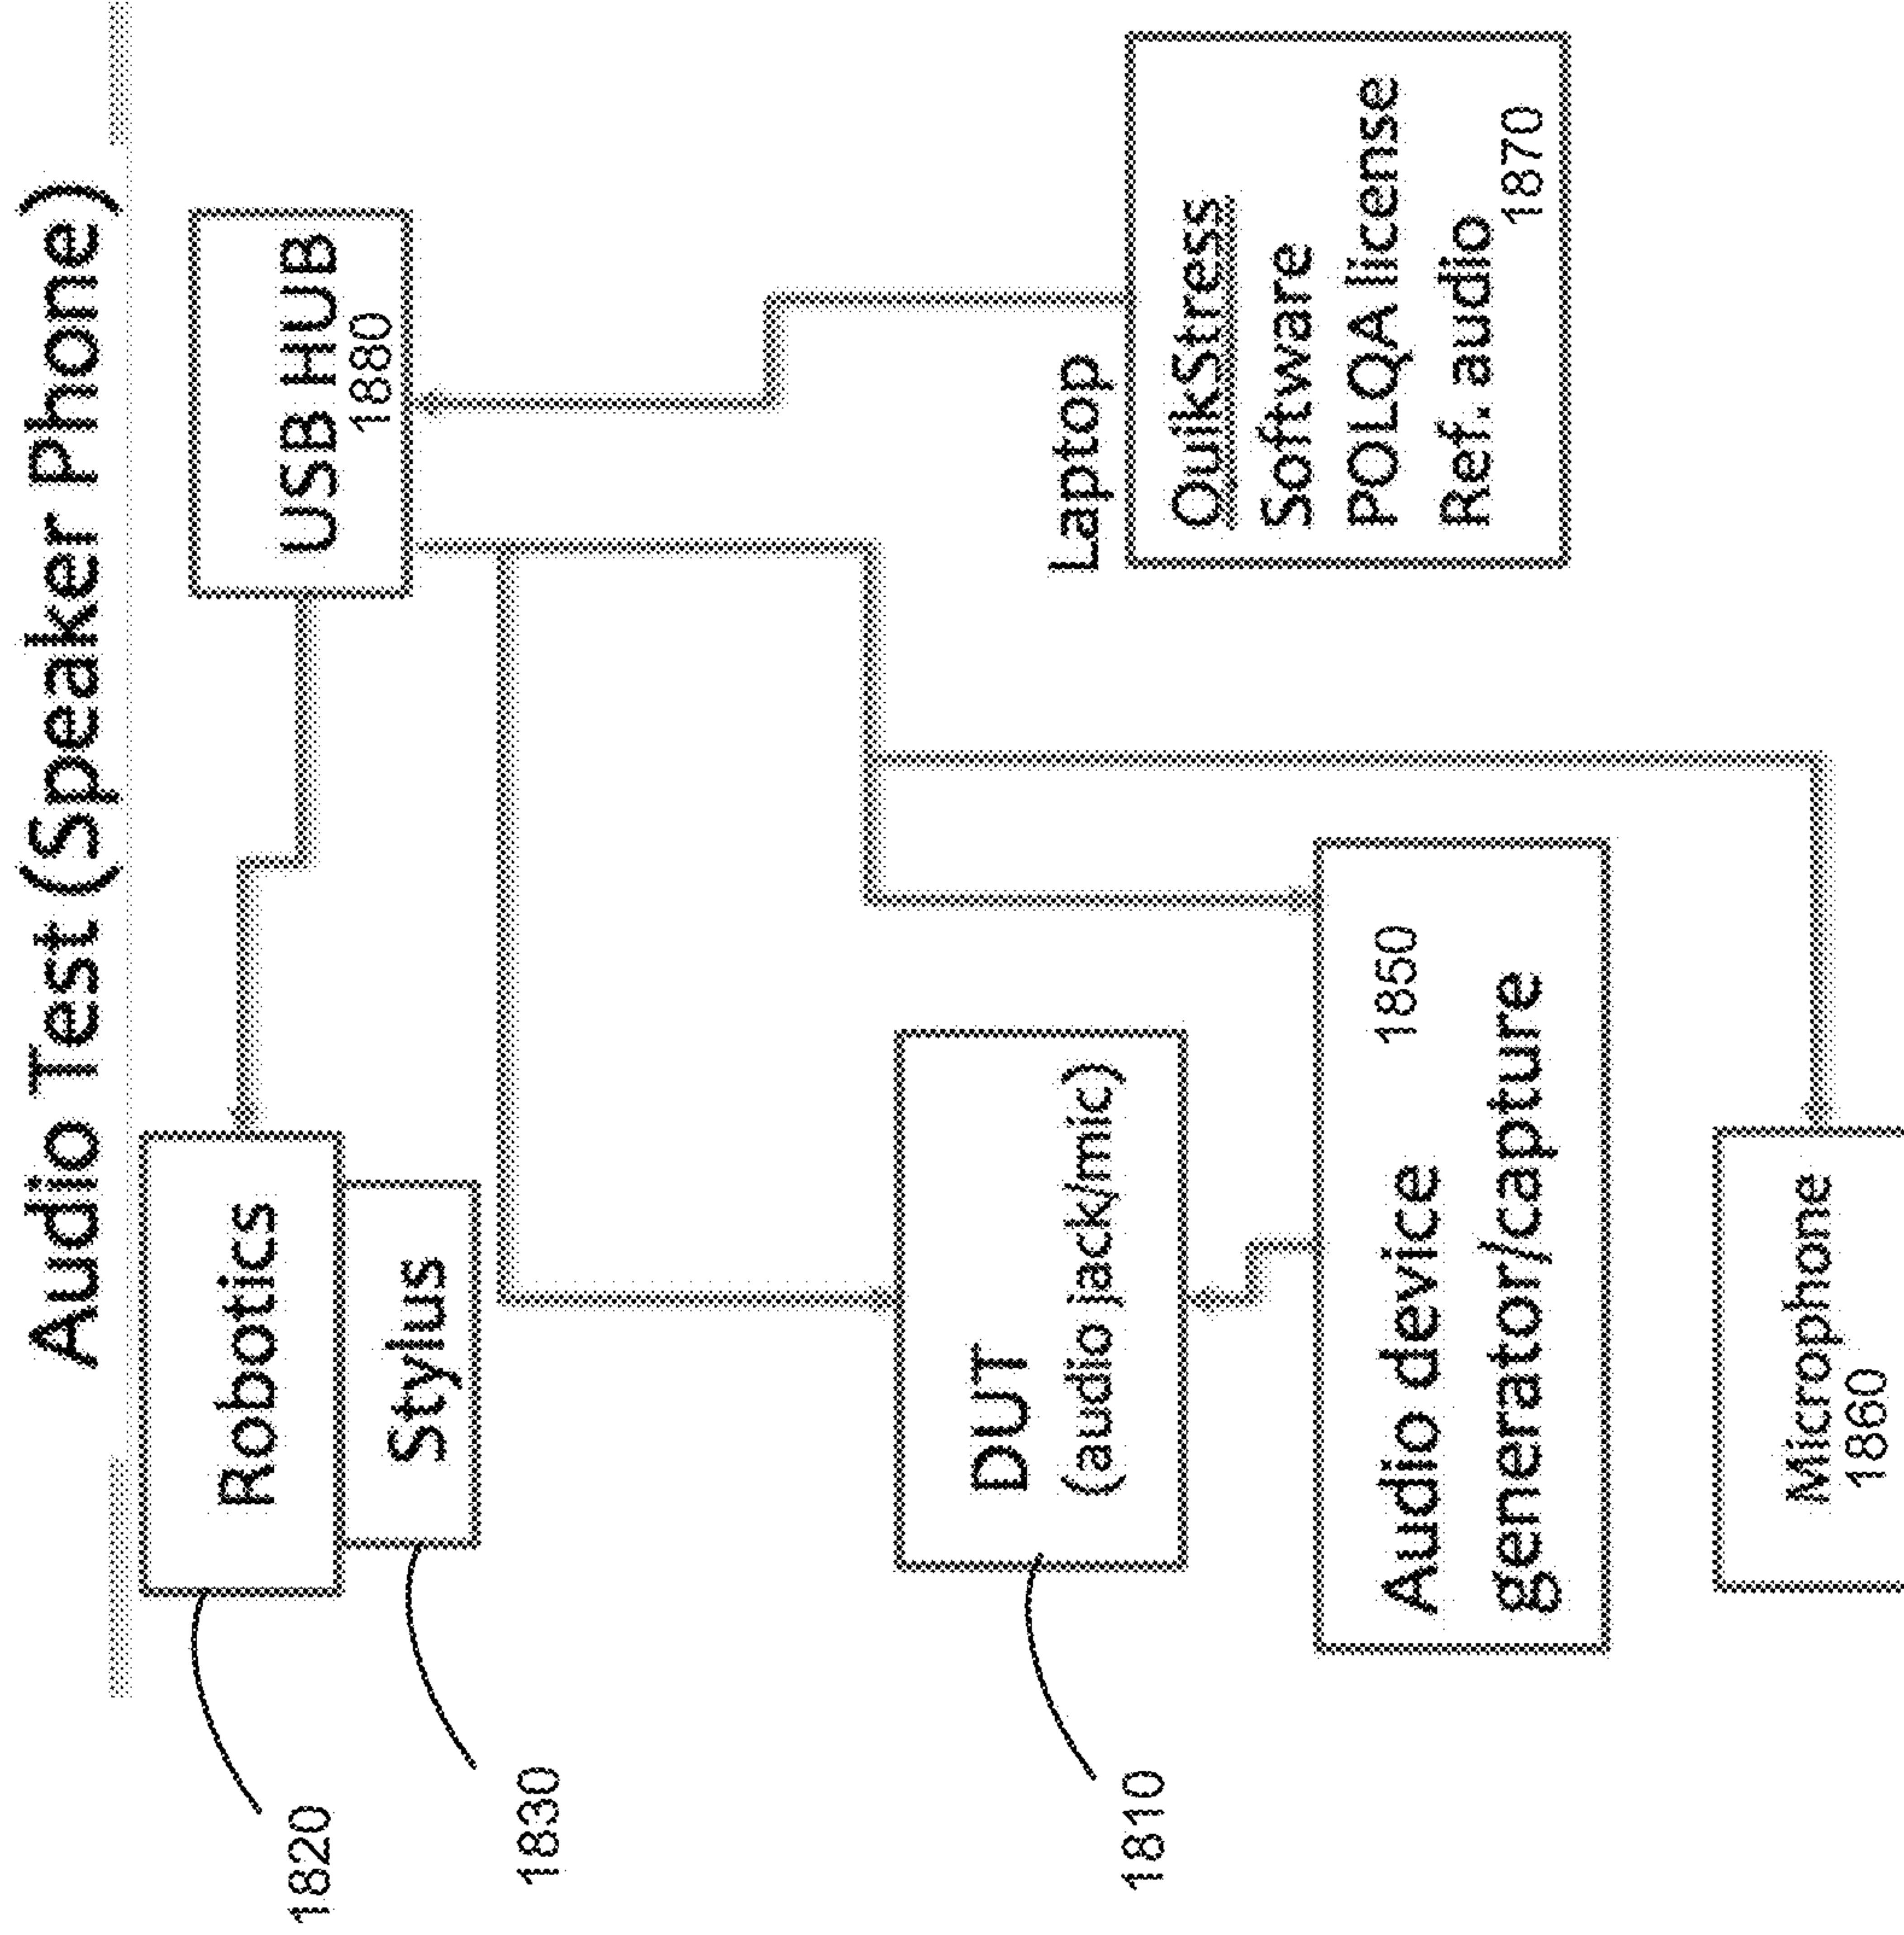 Audio Test (Speaker Phone)
Robotics
1820
Stylus
1830
USB HUB
1880
DUT
(audio jack/mic)
1810
Laptop
QuikStress
Software
POLQA license
Ref. audio
1870
Audio device
1850
generator/capture
Microphone
1860